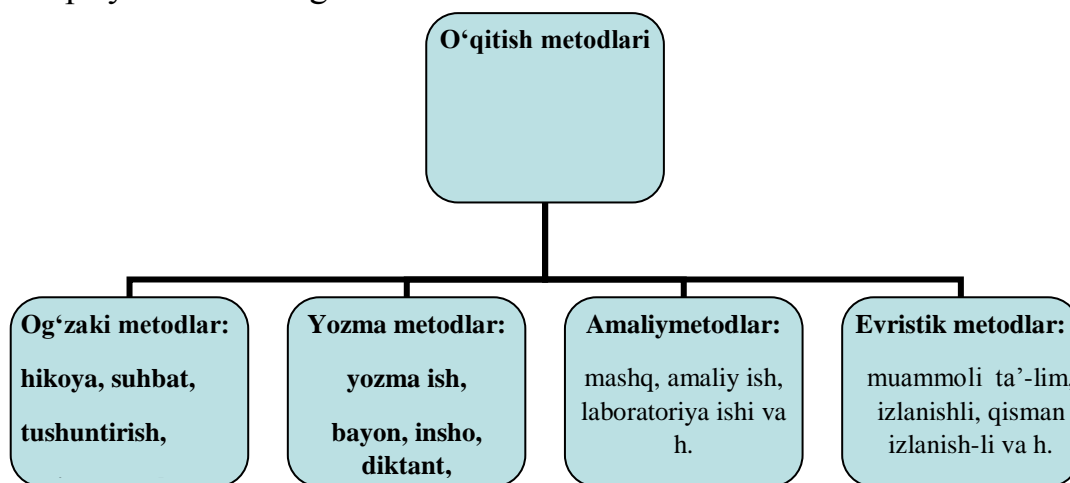 O‘qitish metodlari
Og‘zaki metodlar:
hikoya, suhbat,
tushuntirish,
Yozma metodlar:
yozma ish,
bayon, insho,
diktant,
Amaliymetodlar:
mashq, amaliy ish,
laboratoriya ishi va
h.
Evristik metodlar:
muammoli ta’-lim,
izlanishli, qisman
izlanish-li va h.